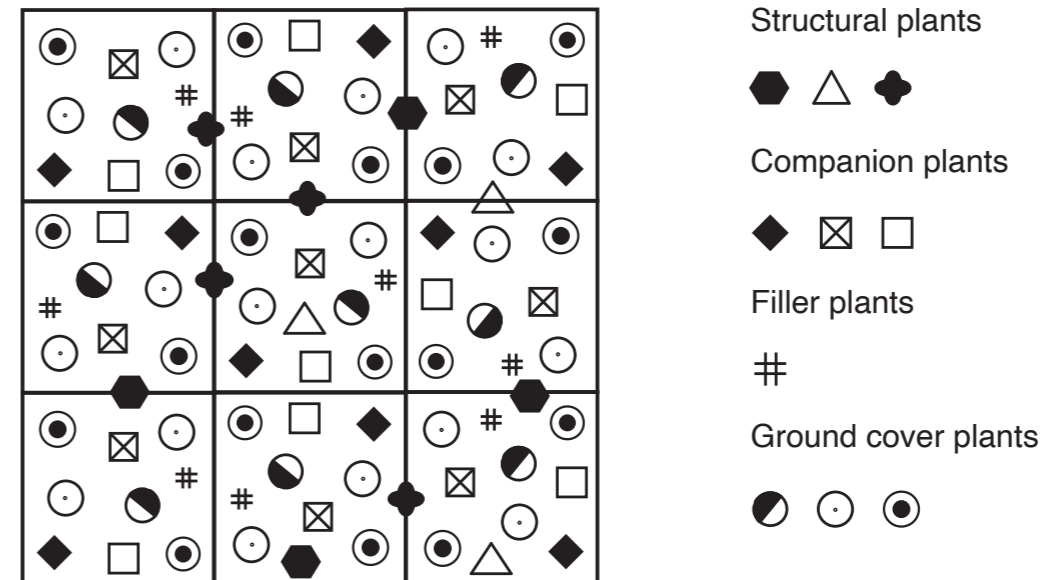 Structural plants
Companion plants
Filler plants
Ground cover plants